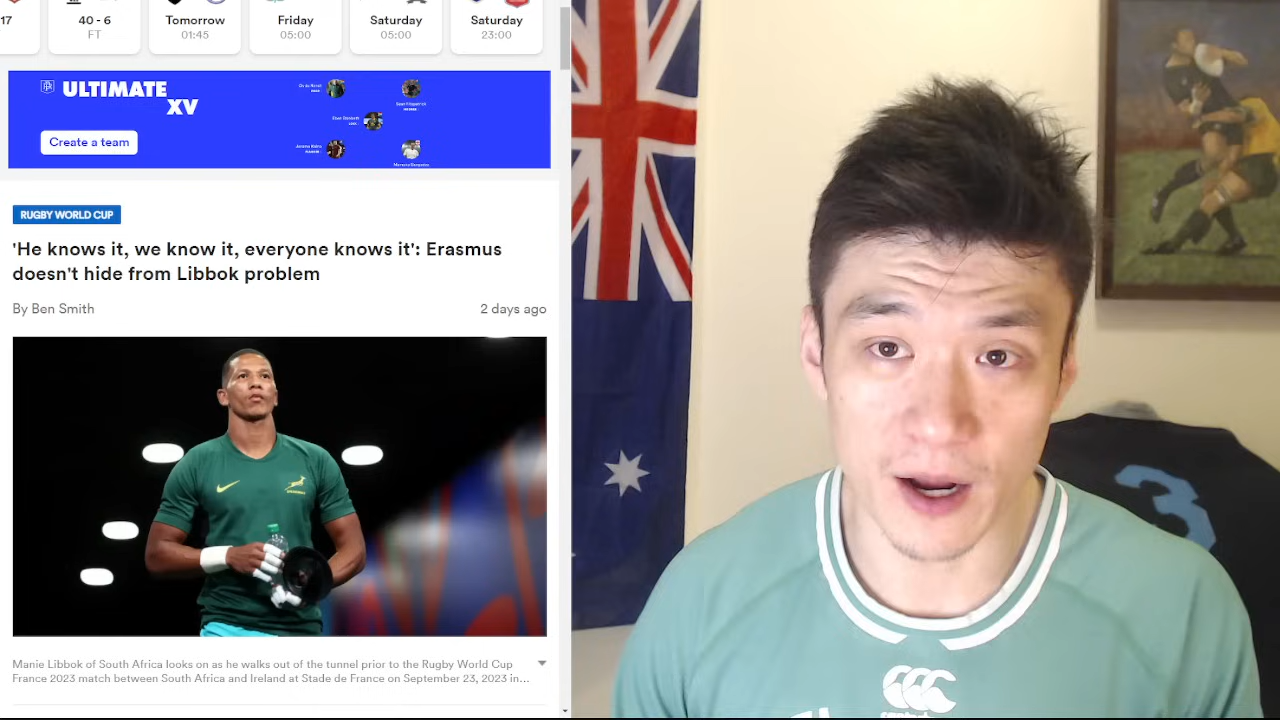 17
40 - 6
FT
Tomorrow
01:45
Friday
05:00
Saturday
05:00
Saturday
23:00
ULTIMATE
XV
Create a team
RUGBY WORLD CUP
'He knows it, we know it, everyone knows it': Erasmus
doesn't hide from Libbok problem
By Ben Smith
2 days ago
Manie Libbok of South Africa looks on as he walks out of the tunnel prior to the Rugby World Cup
France 2023 match between South Africa and Ireland at Stade de France on September 23, 2023 in...
3